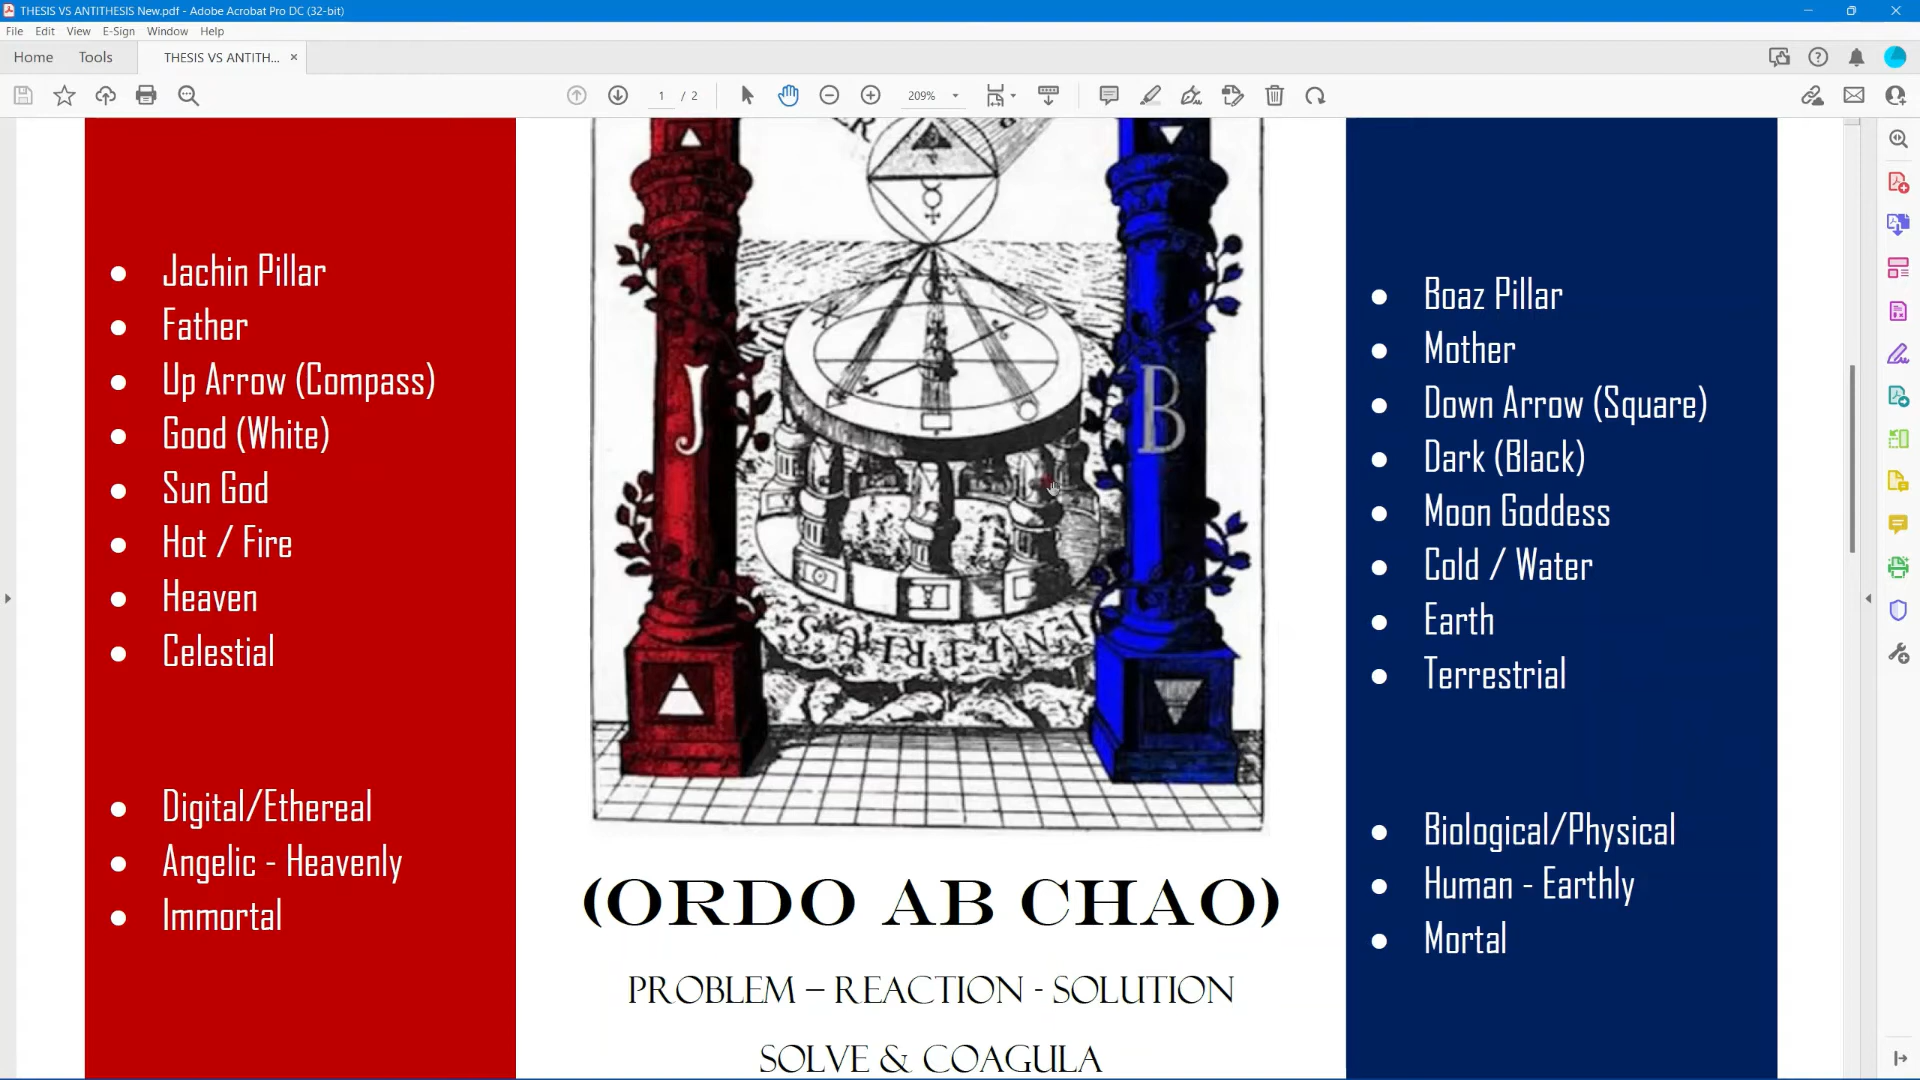 THESIS VS ANTITHESIS New.pdf - Adobe Acrobat Pro DC (32-bit)
File Edit View E-Sign Window Help
Home Tools THESIS VS ANTITH... ×
1 / 2 209%
Jachin Pillar
Father
Up Arrow (Compass)
Good (White)
Sun God
Hot / Fire
Heaven
Celestial
Digital/Ethereal
Angelic - Heavenly
Immortal
J
B
INFERIUS
(ORDO AB CHAO)
PROBLEM – REACTION - SOLUTION
SOLVE & COAGULA
Boaz Pillar
Mother
Down Arrow (Square)
Dark (Black)
Moon Goddess
Cold / Water
Earth
Terrestrial
Biological/Physical
Human - Earthly
Mortal